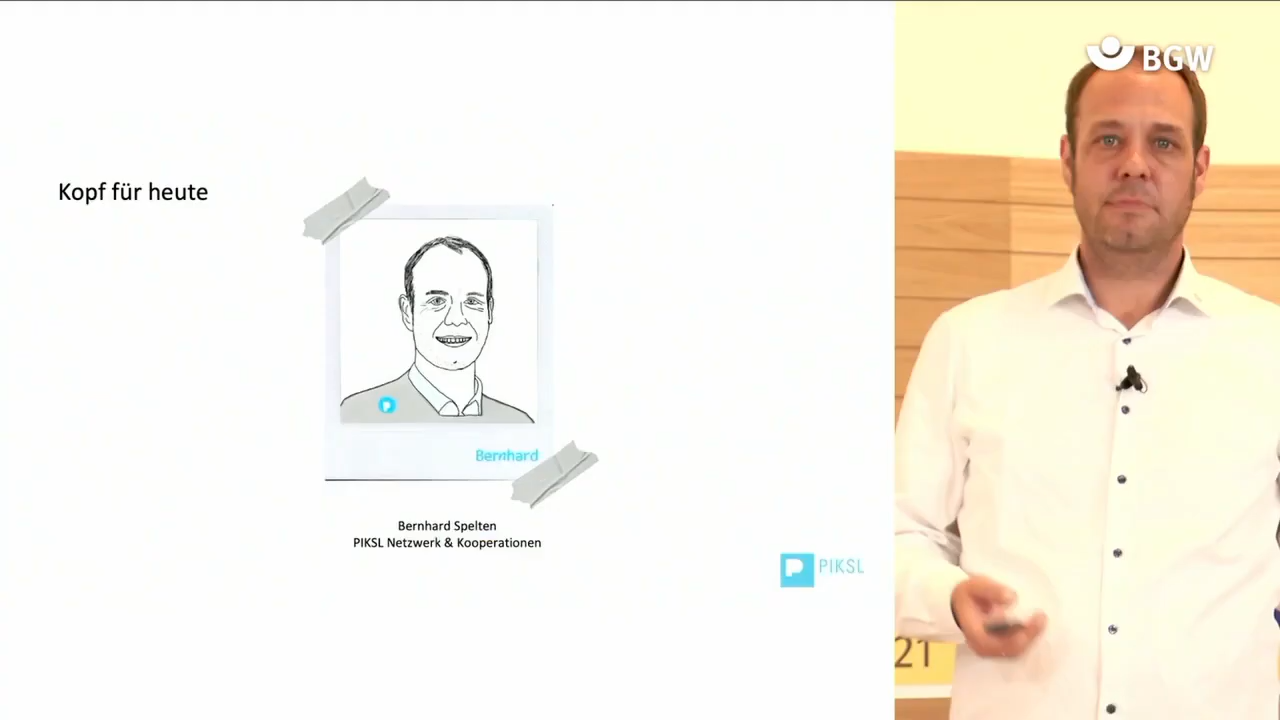 BGW
Kopf für heute
Bernhard
Bernhard Spelten
PIKSL Netzwerk & Kooperationen
P PIKSL
21